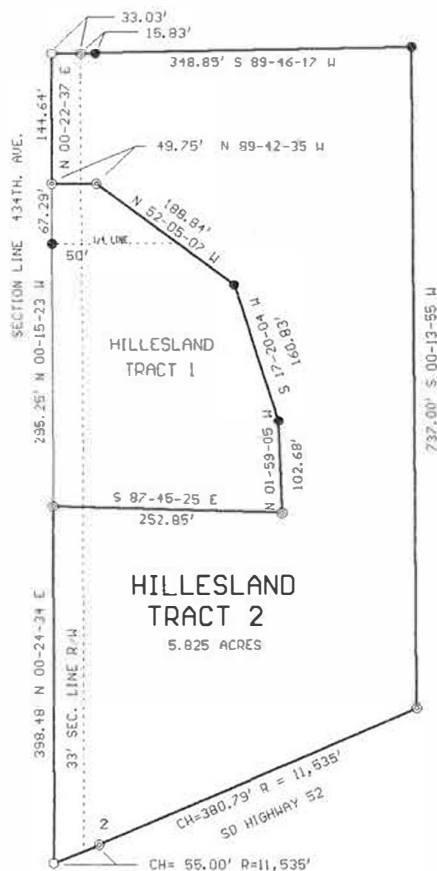 33.03'
15.83'
348.85' S 89-46-17 W
144.64'
N 00-22-37 E
49.75' N 89-42-35 W
SECTION LINE 434TH. AVE.
67.29'
188.84'
N 52-05-07 W
1/4 LINE
50'
HILLESLAND
TRACT 1
S 17-20-04 W
160.83'
295.25' N 00-15-23 W
737.00' S 00-13-55 W
N 01-59-05 W
102.68'
S 87-45-25 E
252.85'
HILLESLAND
TRACT 2
5.825 ACRES
398.48 N 00-24-34 E
33' SEC. LINE R/W
CH=380.79' R = 11,535'
SD HIGHWAY 52
2
CH= 55.00' R=11,535'